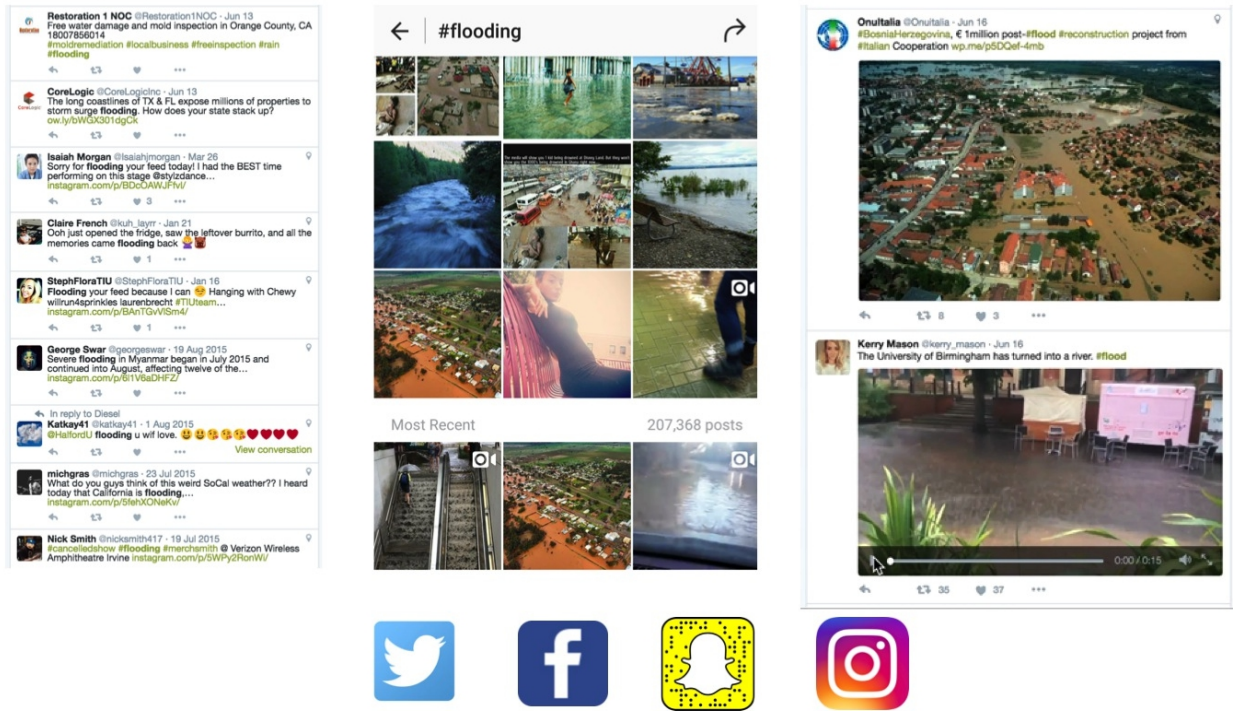 Restoration 1 NOC @Restoration1NOC · Jun 13
Free water damage and mold inspection in Orange County, CA
18007856014
#moldremediation #localbusiness #freeinspection #rain
#flooding
CoreLogic @CoreLogicInc · Jun 13
The long coastlines of TX & FL expose millions of properties to
storm surge flooding. How does your state stack up?
ow.ly/bWGX301dgCk
Isaiah Morgan @Isaiahjmorgan · Mar 26
Sorry for flooding your feed today! I had the BEST time
performing on this stage @stylzdance...
instagram.com/p/BDcOAWJFfvI/
3
Claire French @kuh_layrr · Jan 21
Ooh just opened the fridge, saw the leftover burrito, and all the
memories came flooding back
1
StephFloraTIU @StephFloraTIU · Jan 16
Flooding your feed because I can 😚 Hanging with Chewy
willrun4sprinkles laurenbrecht #TIUteam...
instagram.com/p/BAnTGvVlSm4/
1
George Swar @georgeswar · 19 Aug 2015
Severe flooding in Myanmar began in July 2015 and
continued into August, affecting twelve of the...
instagram.com/p/6l1V6aDHFZ/
In reply to Diesel
Katkay41 @katkay41 · 1 Aug 2015
@HalfordU flooding u wif love. 😃😃😘😘😘❤❤❤❤
View conversation
michgras @michgras · 23 Jul 2015
What do you guys think of this weird SoCal weather?? I heard
today that California is flooding,...
instagram.com/p/5fehXONeKv/
Nick Smith @nicksmith417 · 19 Jul 2015
#cancelledshow #flooding #merchsmith @ Verizon Wireless
Amphitheatre Irvine instagram.com/p/5WPy2RonWi/
#flooding
Most Recent 207,368 posts
OnuItalia @Onuitalia · Jun 16
#BosniaHerzegovina, € 1million post-#flood #reconstruction project from
#Italian Cooperation wp.me/p5DQef-4mb
8 3
Kerry Mason @kerry_mason · Jun 16
The University of Birmingham has turned into a river. #flood
0:00 / 0:15
35 37